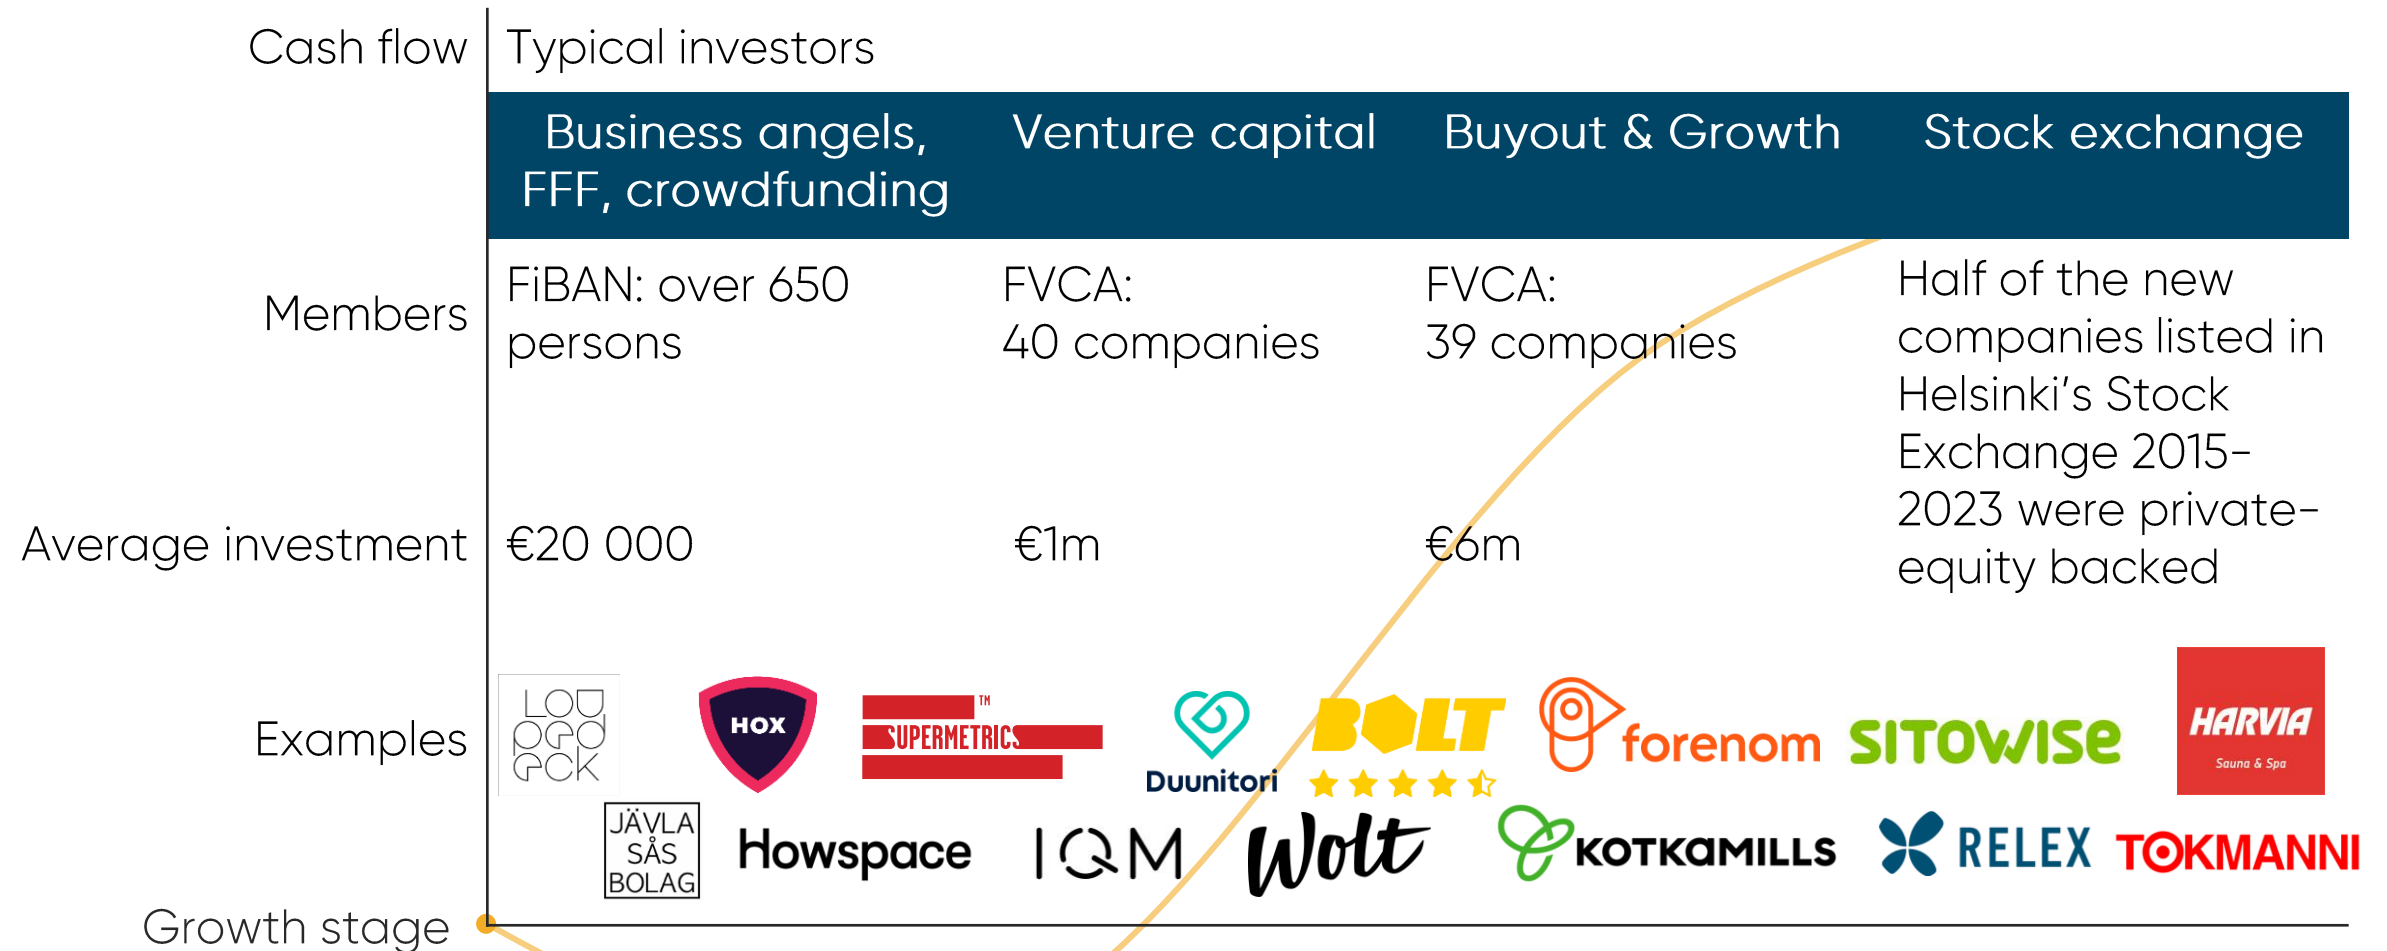 Cash flow
Typical investors
Business angels,
FFF, crowdfunding
Venture capital
Buyout & Growth
Stock exchange
Members
FiBAN: over 650
persons
FVCA:
40 companies
FVCA:
39 companies
Half of the new
companies listed in
Helsinki's Stock
Exchange 2015-
2023 were private-
equity backed
Average investment
€20 000
€1m
€6m
Examples
LOU
PED
ECK
HOX
SUPERMETRICS™
Duunitori
BOLT
forenom
SITOWISE
HARVIA
Sauna & Spa
JÄVLA
SÅS
BOLAG
Howspace
IQM
Wolt
KOTKAMILLS
RELEX
TOKMANNI
Growth stage